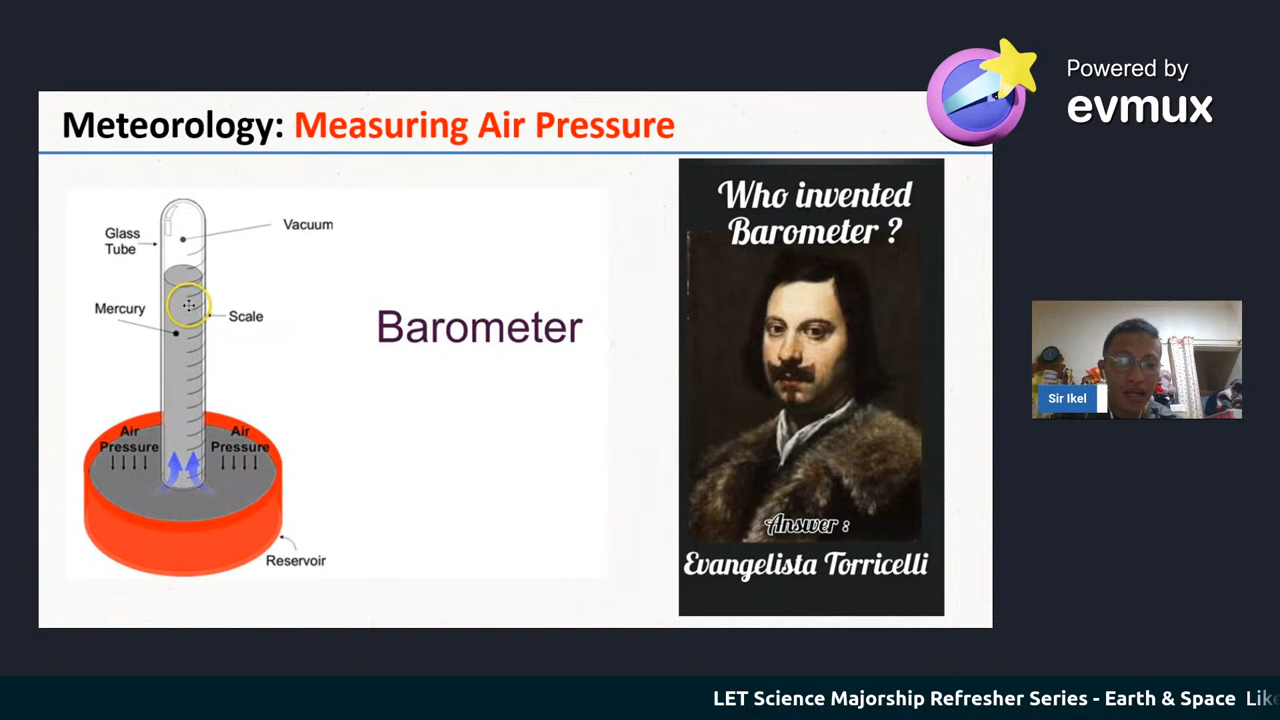 Powered by
evmux
Meteorology: Measuring Air Pressure
Glass
Tube
Vacuum
Mercury
Scale
Air
Pressure
Air
Pressure
Reservoir
Barometer
Who invented
Barometer ?
Answer :
Evangelista Torricelli
Sir Ikel
LET Science Majorship Refresher Series - Earth & Space Lik